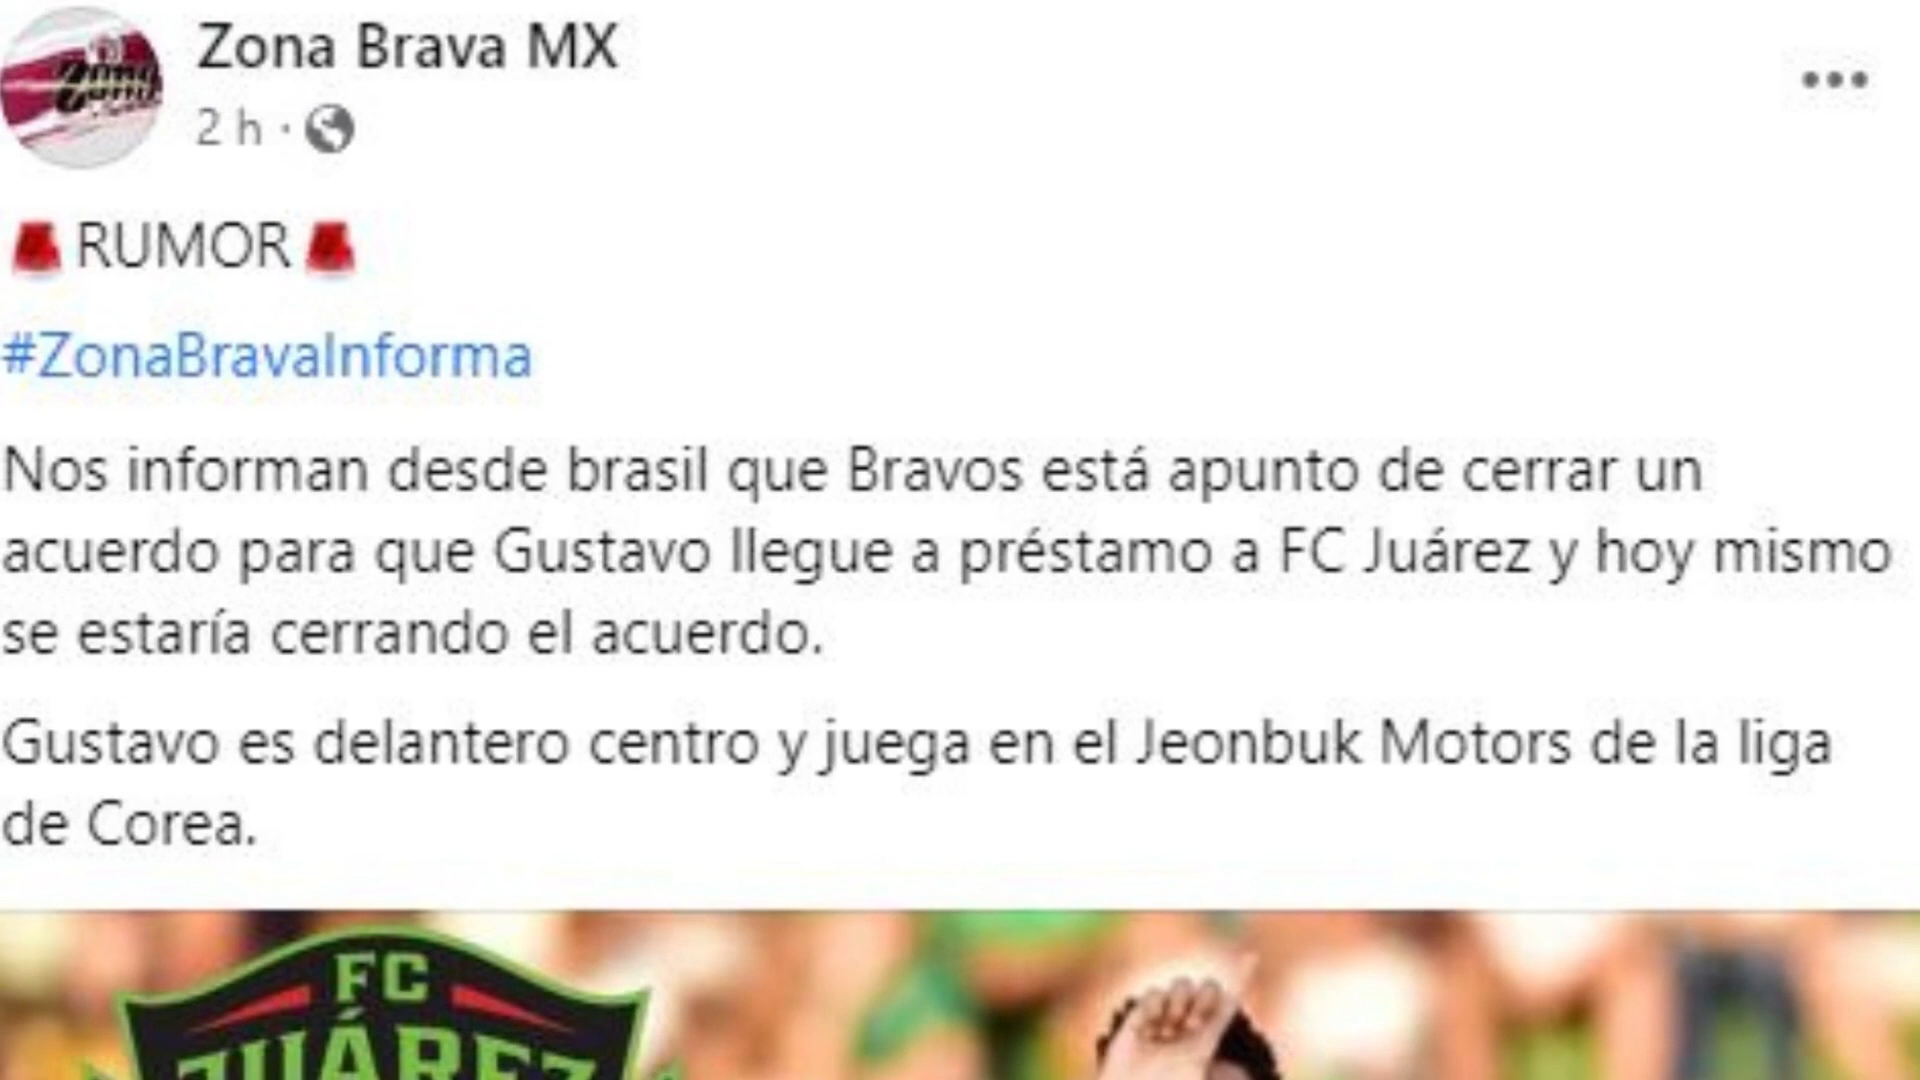 Zona Brava MX
2 h ·
RUMOR
#ZonaBravaInforma
Nos informan desde brasil que Bravos está apunto de cerrar un
acuerdo para que Gustavo llegue a préstamo a FC Juárez y hoy mismo
se estaría cerrando el acuerdo.
Gustavo es delantero centro y juega en el Jeonbuk Motors de la liga
de Corea.
FC
JUÁREZ